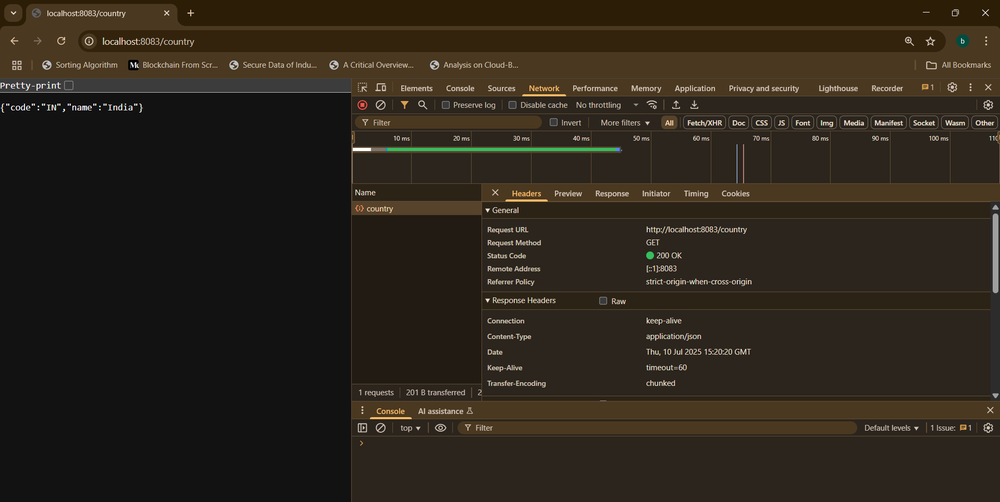 localhost:8083/country
localhost:8083/country
b
Sorting Algorithm
Blockchain From Scr...
Secure Data of Indu...
A Critical Overview...
Analysis on Cloud-B...
All Bookmarks
Pretty-print
{"code":"IN","name":"India"}
Elements Console Sources Network Performance Memory Application Privacy and security Lighthouse Recorder 1
Preserve log Disable cache No throttling
Filter Invert More filters All Fetch/XHR Doc CSS JS Font Img Media Manifest Socket Wasm Other
10 ms 20 ms 30 ms 40 ms 50 ms 60 ms 70 ms 80 ms 90 ms 100 ms 110
Name
country
1 requests 201 B transferred 2
Headers Preview Response Initiator Timing Cookies
General
Request URL http://localhost:8083/country
Request Method GET
Status Code 200 OK
Remote Address [::1]:8083
Referrer Policy strict-origin-when-cross-origin
Response Headers Raw
Connection keep-alive
Content-Type application/json
Date Thu, 10 Jul 2025 15:20:20 GMT
Keep-Alive timeout=60
Transfer-Encoding chunked
Console AI assistance
top Filter Default levels 1 Issue: 1